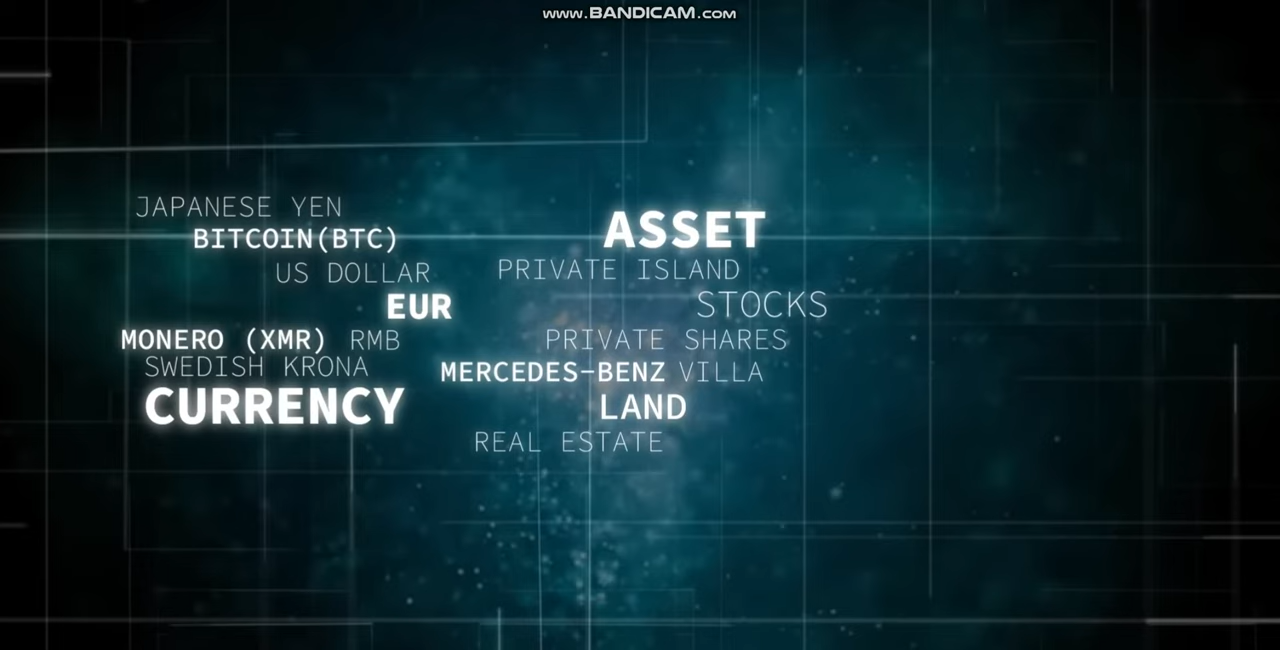 www.BANDICAM.com
JAPANESE YEN
BITCOIN(BTC)
US DOLLAR
EUR
MONERO (XMR) RMB
SWEDISH KRONA
CURRENCY
ASSET
PRIVATE ISLAND
STOCKS
PRIVATE SHARES
MERCEDES-BENZ VILLA
LAND
REAL ESTATE